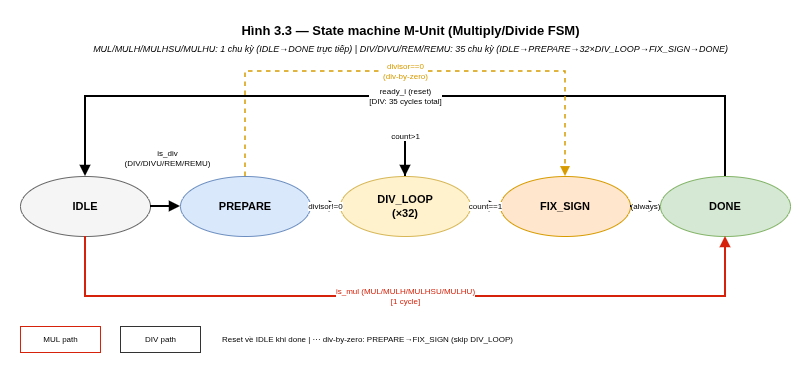 Hình 3.3 — State machine M-Unit (Multiply/Divide FSM)
MUL/MULH/MULHSU/MULHU: 1 chu kỳ (IDLE→DONE trực tiếp) | DIV/DIVU/REM/REMU: 35 chu kỳ (IDLE→PREPARE→32×DIV_LOOP→FIX_SIGN→DONE)
divisor==0
(div-by-zero)
ready_i (reset)
[DIV: 35 cycles total]
count>1
is_div
(DIV/DIVU/REM/REMU)
IDLE
PREPARE
divisor!=0
DIV_LOOP
(×32)
count==1
FIX_SIGN
(always)
DONE
is_mul (MUL/MULH/MULHSU/MULHU)
[1 cycle]
MUL path
DIV path
Reset về IDLE khi done | ··· div-by-zero: PREPARE→FIX_SIGN (skip DIV_LOOP)